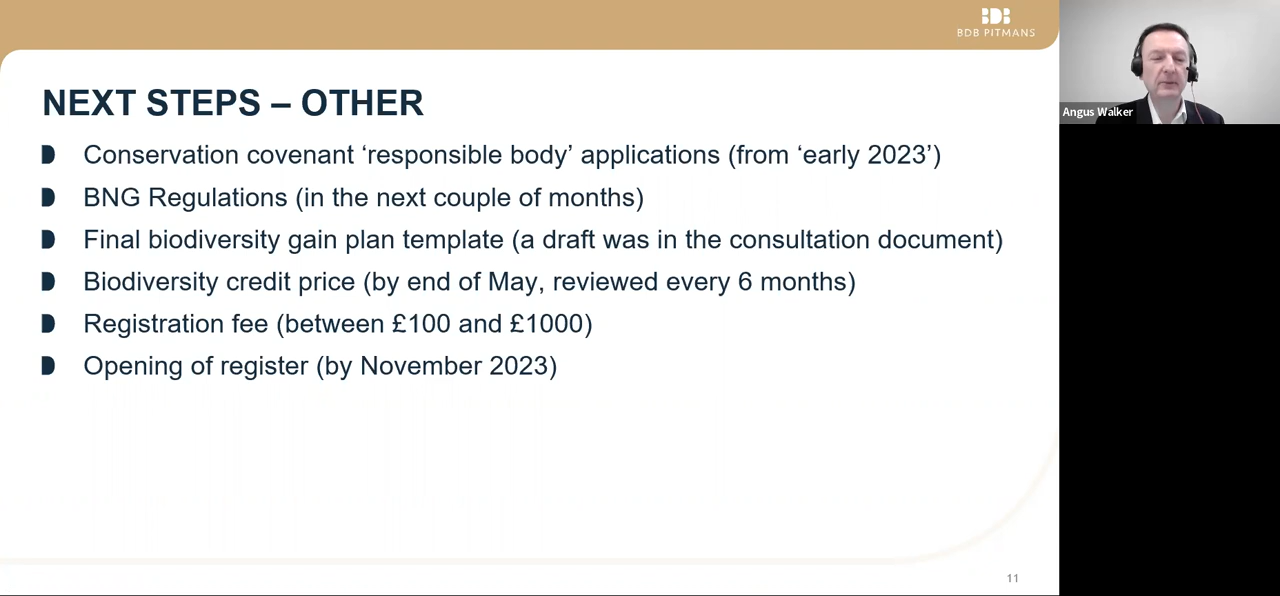 BDB
BDB PITMANS
Angus Walker
NEXT STEPS – OTHER
Conservation covenant ‘responsible body’ applications (from ‘early 2023’)
BNG Regulations (in the next couple of months)
Final biodiversity gain plan template (a draft was in the consultation document)
Biodiversity credit price (by end of May, reviewed every 6 months)
Registration fee (between £100 and £1000)
Opening of register (by November 2023)
11